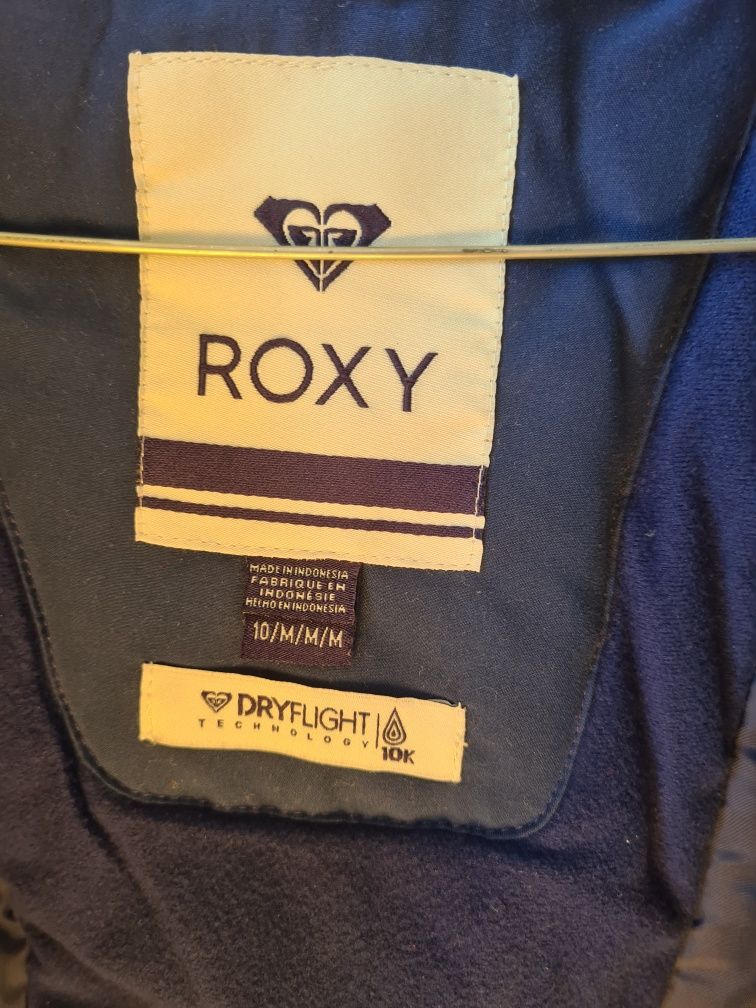 ROXY
MADE IN INDONESIA
FABRIQUE EN
INDONÉSIE
HECHO EN INDONESIA
10/M/M/M
DRYFLIGHT
TECHNOLOGY
10K